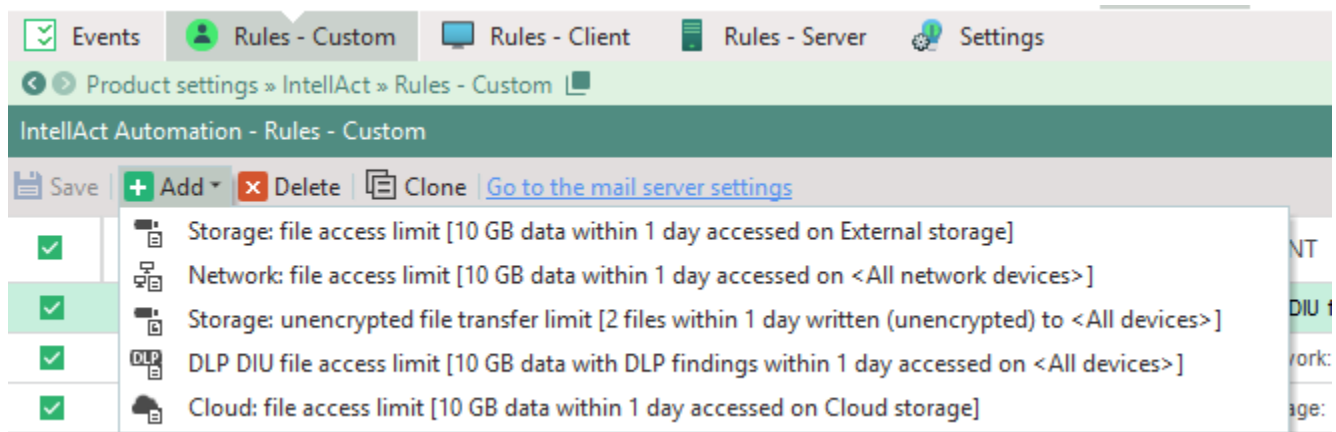 Events Rules - Custom Rules - Client Rules - Server Settings
Product settings » IntellAct » Rules - Custom
IntellAct Automation - Rules - Custom
Save Add Delete Clone Go to the mail server settings
Storage: file access limit [10 GB data within 1 day accessed on External storage]
NT
Network: file access limit [10 GB data within 1 day accessed on <All network devices>]
Storage: unencrypted file transfer limit [2 files within 1 day written (unencrypted) to <All devices>]
DIU
DLP DLP DIU file access limit [10 GB data with DLP findings within 1 day accessed on <All devices>]
vork:
Cloud: file access limit [10 GB data within 1 day accessed on Cloud storage]
age: